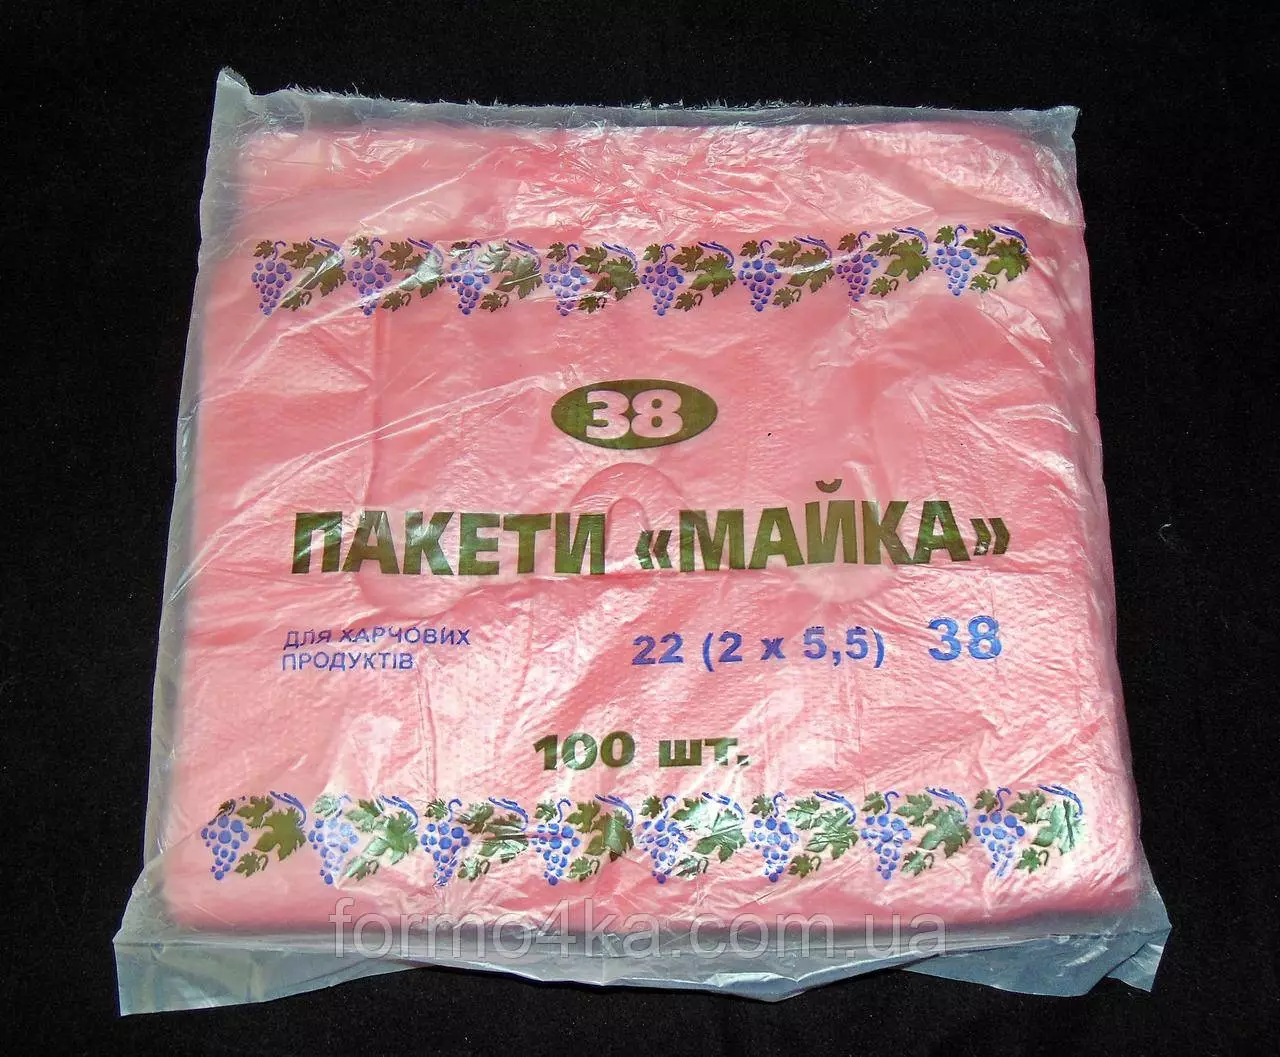 38
ПАКЕТИ «МАЙКА»
ДЛЯ ХАРЧОВИХ
ПРОДУКТІВ
22 (2 х 5,5) 38
100 шт.
formo4ka.com.ua